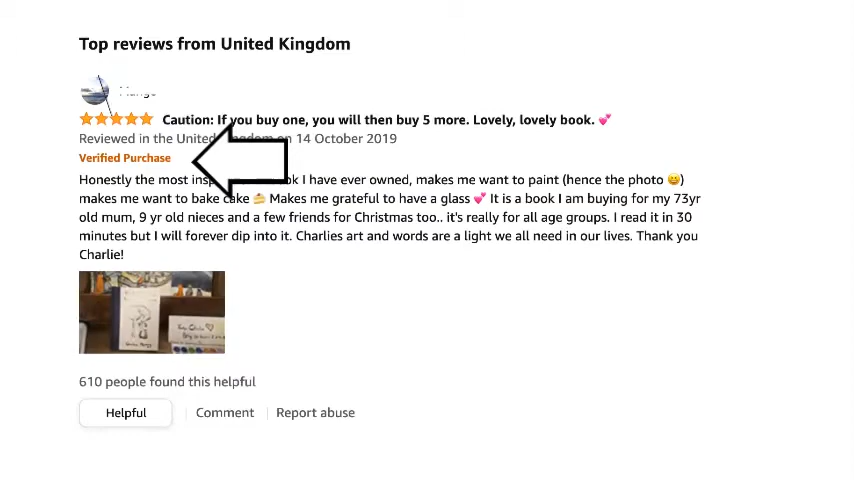 Top reviews from United Kingdom
Caution: If you buy one, you will then buy 5 more. Lovely, lovely book. 💕
Reviewed in the United Kingdom on 14 October 2019
Verified Purchase
Honestly the most I have ever owned, makes me want to paint (hence the photo 😊)
makes me want to bake cake 🍰 Makes me grateful to have a glass 💕 It is a book I am buying for my 73yr
old mum, 9 yr old nieces and a few friends for Christmas too.. it's really for all age groups. I read it in 30
minutes but I will forever dip into it. Charlies art and words are a light we all need in our lives. Thank you
Charlie!
610 people found this helpful
Helpful
Comment
Report abuse